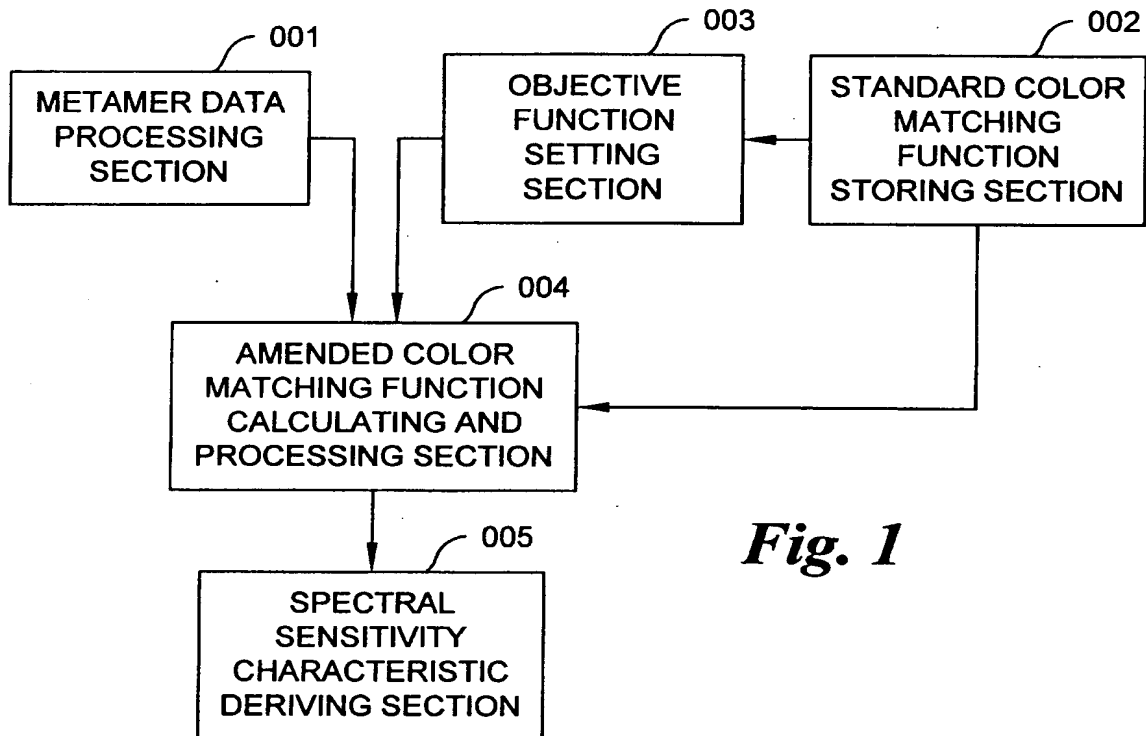 001
METAMER DATA
PROCESSING
SECTION
003
OBJECTIVE
FUNCTION
SETTING
SECTION
002
STANDARD COLOR
MATCHING
FUNCTION
STORING SECTION
004
AMENDED COLOR
MATCHING FUNCTION
CALCULATING AND
PROCESSING SECTION
005
SPECTRAL
SENSITIVITY
CHARACTERISTIC
DERIVING SECTION
Fig. 1